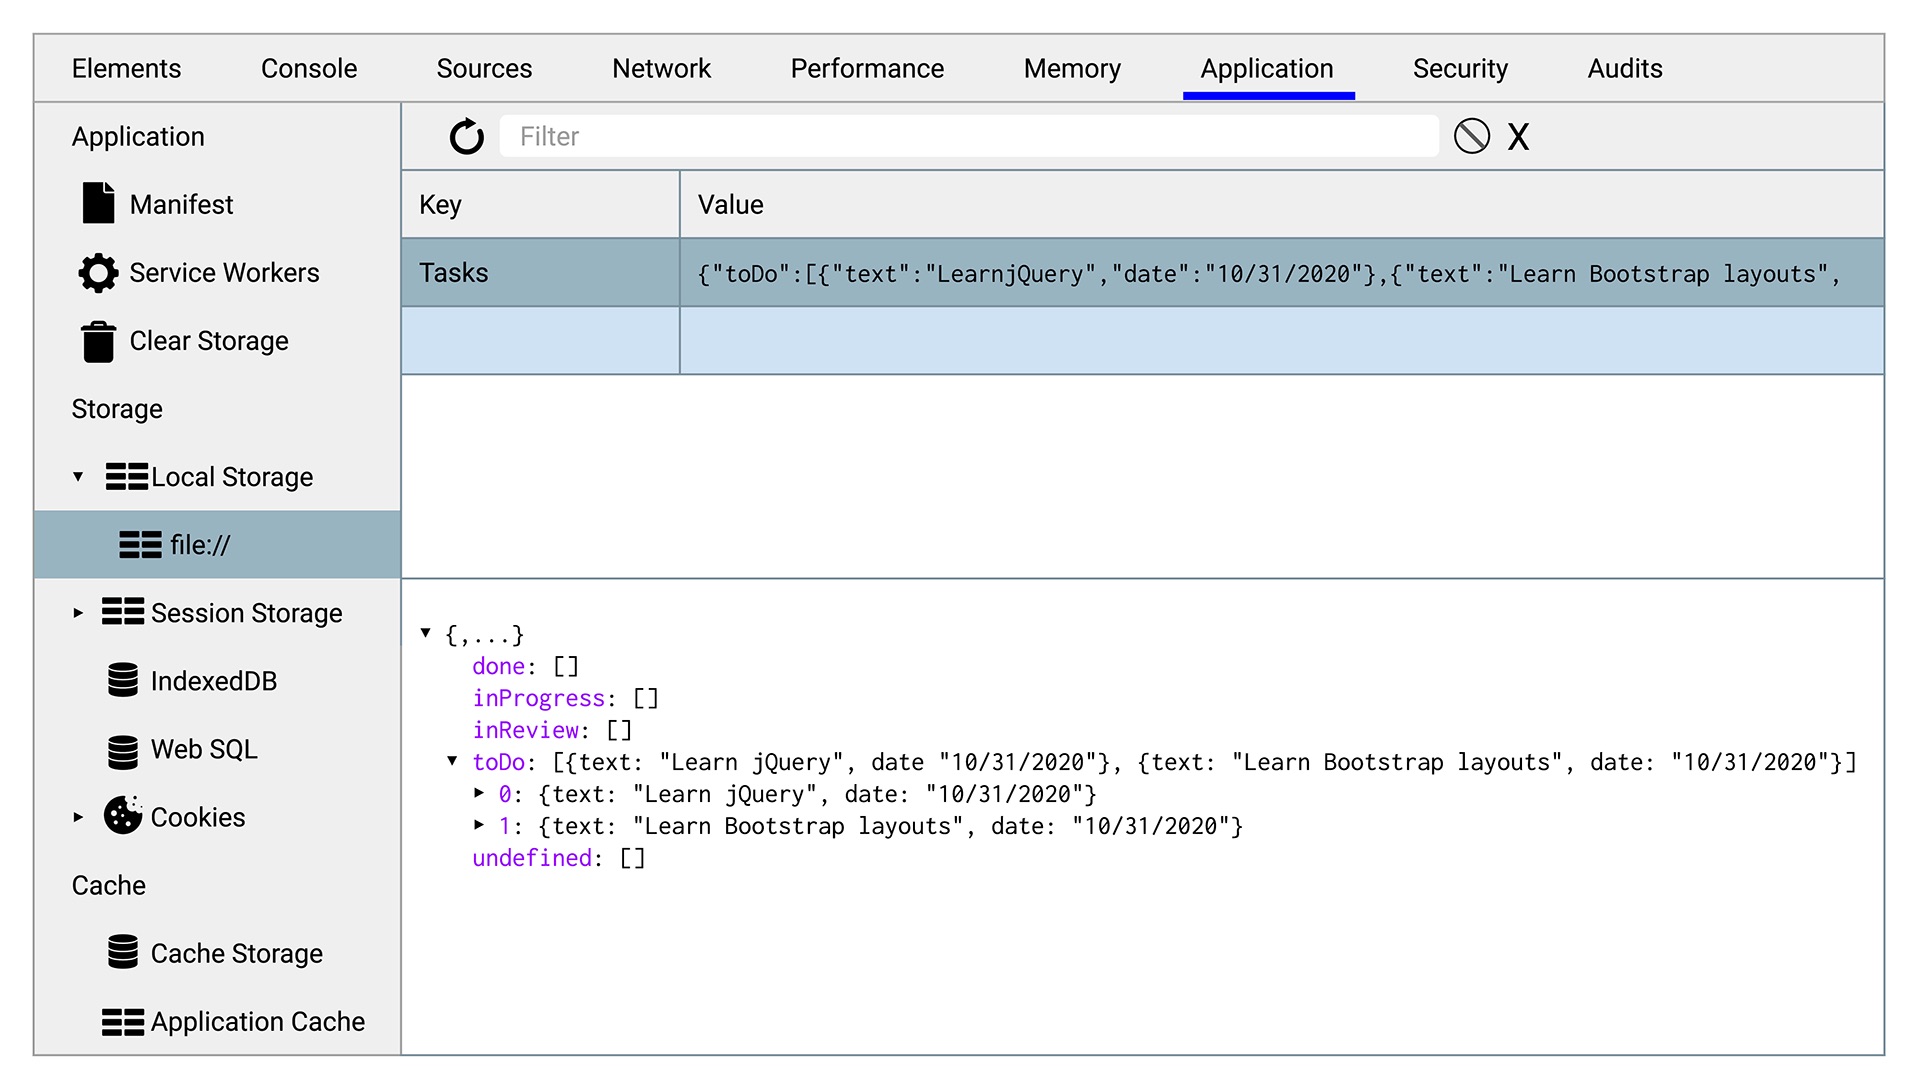 Elements Console Sources Network Performance Memory Application Security Audits
Application
Manifest
Service Workers
Clear Storage
Storage
▼ Local Storage
file://
► Session Storage
IndexedDB
Web SQL
► Cookies
Cache
Cache Storage
Application Cache
Filter X
Key Value
Tasks {"toDo":[{"text":"LearnjQuery","date":"10/31/2020"},{"text":"Learn Bootstrap layouts",
▼ {,...}
done: []
inProgress: []
inReview: []
▼ toDo: [{text: "Learn jQuery", date "10/31/2020"}, {text: "Learn Bootstrap layouts", date: "10/31/2020"}]
► 0: {text: "Learn jQuery", date: "10/31/2020"}
► 1: {text: "Learn Bootstrap layouts", date: "10/31/2020"}
undefined: []